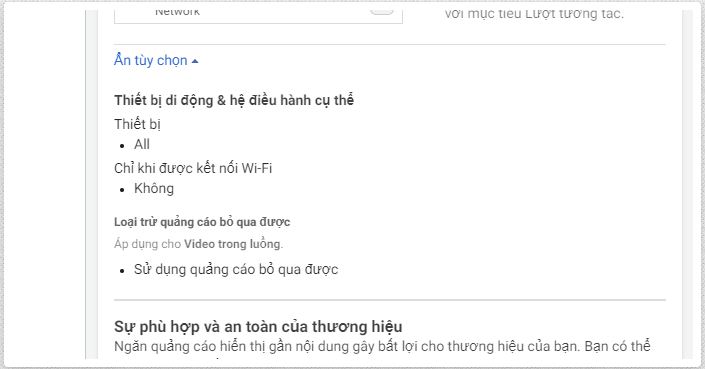 Network
với mục tiêu Lượt tương tác.
Ẩn tùy chọn
Thiết bị di động & hệ điều hành cụ thể
Thiết bị
All
Chỉ khi được kết nối Wi-Fi
Không
Loại trừ quảng cáo bỏ qua được
Áp dụng cho Video trong luồng.
Sử dụng quảng cáo bỏ qua được
Sự phù hợp và an toàn của thương hiệu
Ngăn quảng cáo hiển thị gần nội dung gây bất lợi cho thương hiệu của bạn. Bạn có thể